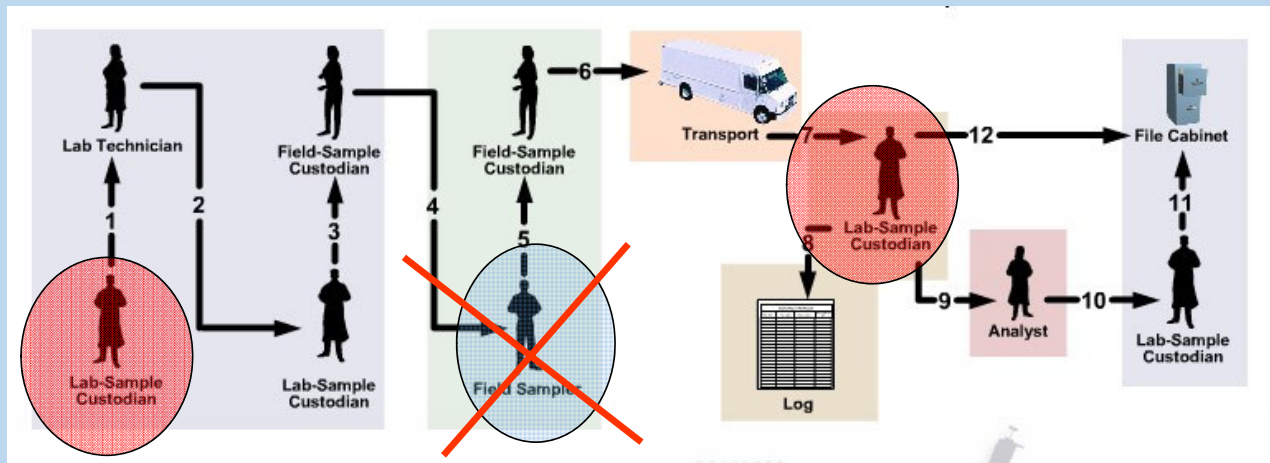 Lab Technician
1
Lab-Sample
Custodian
2
Field-Sample
Custodian
3
Lab-Sample
Custodian
4
Field-Sample
Custodian
5
Field Sampler
6
Transport
7
Lab-Sample
Custodian
8
Log
9
Analyst
10
12
File Cabinet
11
Lab-Sample
Custodian